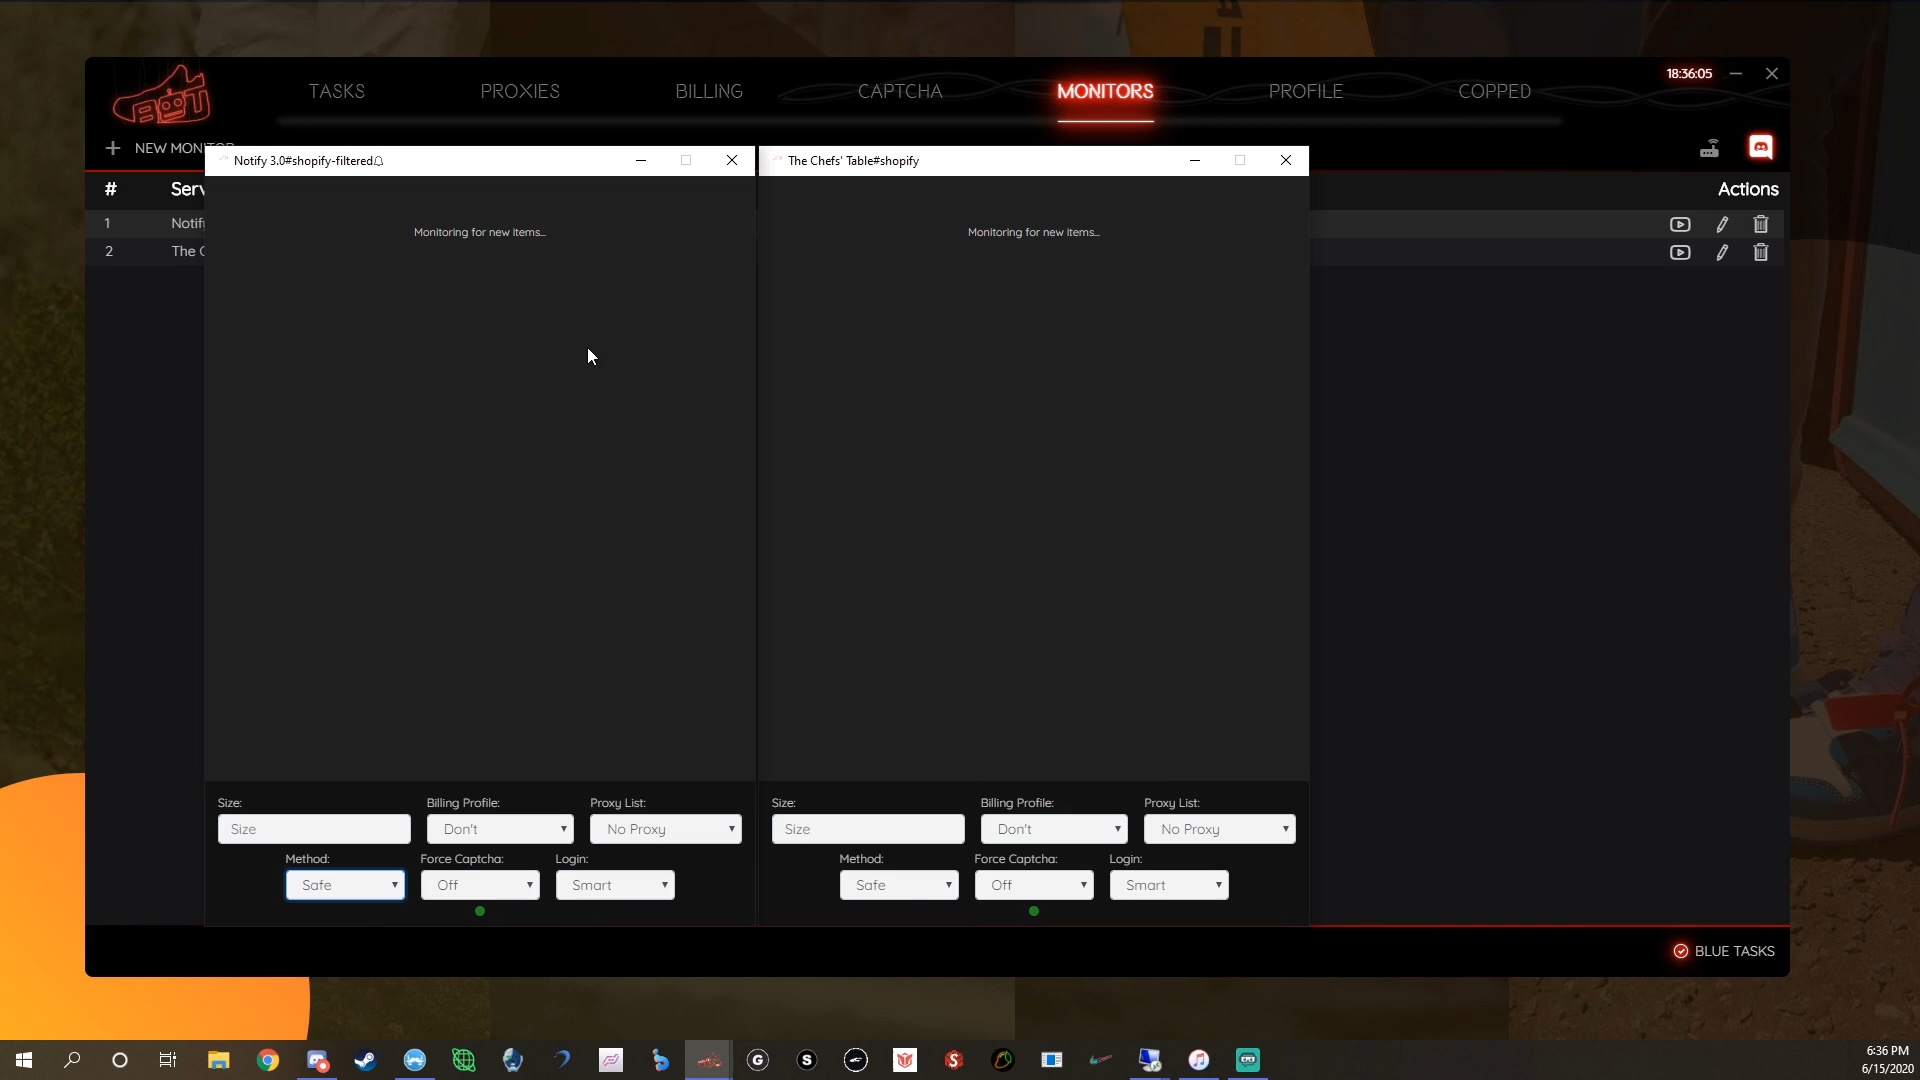 TASKS PROXIES BILLING CAPTCHA MONITORS PROFILE COPPED 18:36:05
NEW MONITOR
# Serv Actions
1 Notif
2 The C
Notify 3.0#shopify-filtered
Monitoring for new items...
Size: Billing Profile: Proxy List:
Size Don't No Proxy
Method: Force Captcha: Login:
Safe Off Smart
The Chefs' Table#shopify
Monitoring for new items...
Size: Billing Profile: Proxy List:
Size Don't No Proxy
Method: Force Captcha: Login:
Safe Off Smart
BLUE TASKS
6:36 PM
6/15/2020